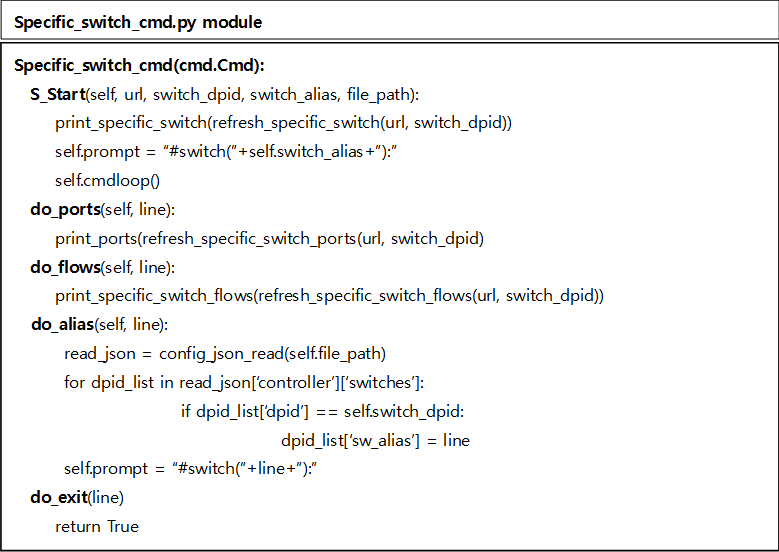 Specific_switch_cmd.py module
Specific_switch_cmd(cmd.Cmd):
S_Start(self, url, switch_dpid, switch_alias, file_path):
print_specific_switch(refresh_specific_switch(url, switch_dpid))
self.prompt = “#switch(”+self.switch_alias+”):”
self.cmdloop()
do_ports(self, line):
print_ports(refresh_specific_switch_ports(url, switch_dpid)
do_flows(self, line):
print_specific_switch_flows(refresh_specific_switch_flows(url, switch_dpid))
do_alias(self, line):
read_json = config_json_read(self.file_path)
for dpid_list in read_json[‘controller’][‘switches’]:
if dpid_list[‘dpid’] == self.switch_dpid:
dpid_list[‘sw_alias’] = line
self.prompt = “#switch(”+line+”):”
do_exit(line)
return True